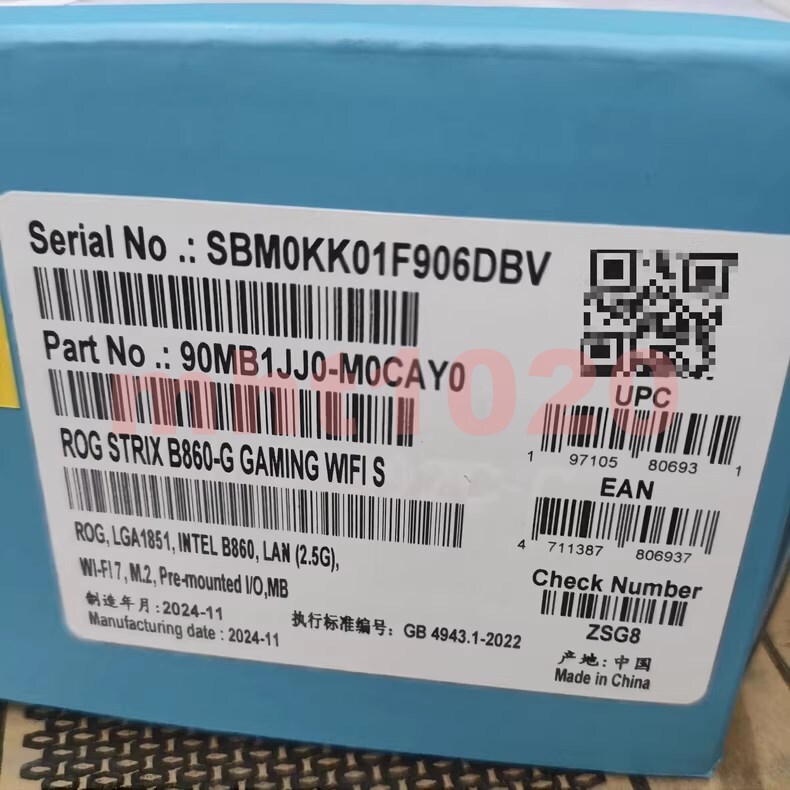 Serial No .: SBM0KK01F906DBV
Part No .: 90MB1JJ0-M0CAY0
mht1020
ROG STRIX B860-G GAMING WIFI S
ROG, LGA1851, INTEL B860, LAN (2.5G),
WI-FI 7, M.2, Pre-mounted I/O,MB
制造年月:2024-11
Manufacturing date : 2024-11
执行标准编号: GB 4943.1-2022
UPC
1 97105 80693 1
EAN
4 711387 806937
Check Number
ZSG8
产地: 中国
Made in China